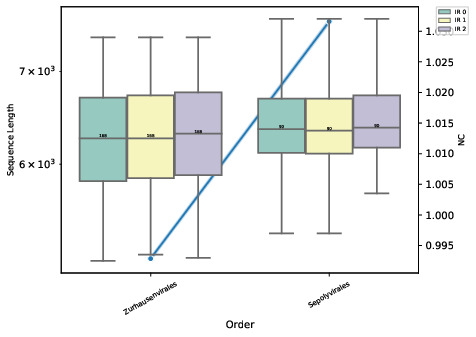 IR 0
IR 1
IR 2
7 × 10³
6 × 10³
Sequence Length
168
168
168
90
90
90
1.025
1.020
1.015
1.010
1.005
1.000
0.995
NC
Zurhausenvirales
Sepolyvirales
Order